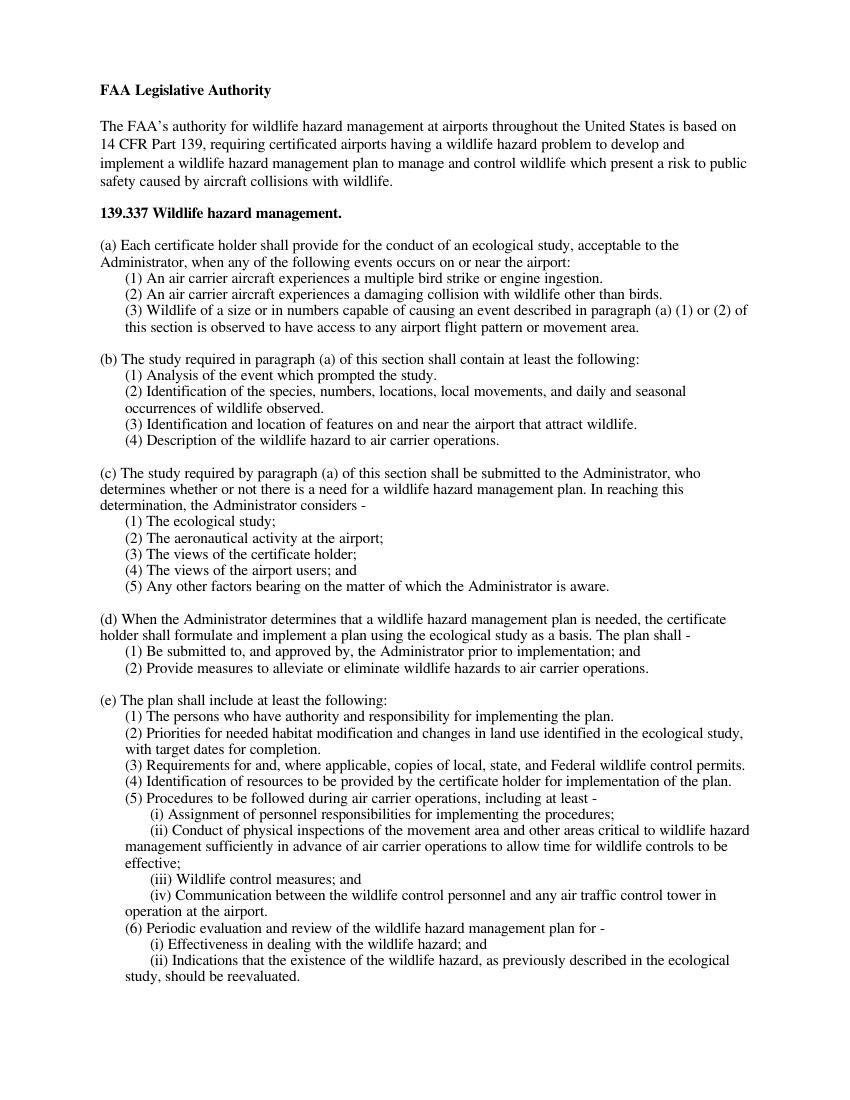 FAA Legislative Authority
The FAA’s authority for wildlife hazard management at airports throughout the United States is based on
14 CFR Part 139, requiring certificated airports having a wildlife hazard problem to develop and
implement a wildlife hazard management plan to manage and control wildlife which present a risk to public
safety caused by aircraft collisions with wildlife.
139.337 Wildlife hazard management.
(a) Each certificate holder shall provide for the conduct of an ecological study, acceptable to the
Administrator, when any of the following events occurs on or near the airport:
(1) An air carrier aircraft experiences a multiple bird strike or engine ingestion.
(2) An air carrier aircraft experiences a damaging collision with wildlife other than birds.
(3) Wildlife of a size or in numbers capable of causing an event described in paragraph (a) (1) or (2) of
this section is observed to have access to any airport flight pattern or movement area.
(b) The study required in paragraph (a) of this section shall contain at least the following:
(1) Analysis of the event which prompted the study.
(2) Identification of the species, numbers, locations, local movements, and daily and seasonal
occurrences of wildlife observed.
(3) Identification and location of features on and near the airport that attract wildlife.
(4) Description of the wildlife hazard to air carrier operations.
(c) The study required by paragraph (a) of this section shall be submitted to the Administrator, who
determines whether or not there is a need for a wildlife hazard management plan. In reaching this
determination, the Administrator considers -
(1) The ecological study;
(2) The aeronautical activity at the airport;
(3) The views of the certificate holder;
(4) The views of the airport users; and
(5) Any other factors bearing on the matter of which the Administrator is aware.
(d) When the Administrator determines that a wildlife hazard management plan is needed, the certificate
holder shall formulate and implement a plan using the ecological study as a basis. The plan shall -
(1) Be submitted to, and approved by, the Administrator prior to implementation; and
(2) Provide measures to alleviate or eliminate wildlife hazards to air carrier operations.
(e) The plan shall include at least the following:
(1) The persons who have authority and responsibility for implementing the plan.
(2) Priorities for needed habitat modification and changes in land use identified in the ecological study,
with target dates for completion.
(3) Requirements for and, where applicable, copies of local, state, and Federal wildlife control permits.
(4) Identification of resources to be provided by the certificate holder for implementation of the plan.
(5) Procedures to be followed during air carrier operations, including at least -
(i) Assignment of personnel responsibilities for implementing the procedures;
(ii) Conduct of physical inspections of the movement area and other areas critical to wildlife hazard
management sufficiently in advance of air carrier operations to allow time for wildlife controls to be
effective;
(iii) Wildlife control measures; and
(iv) Communication between the wildlife control personnel and any air traffic control tower in
operation at the airport.
(6) Periodic evaluation and review of the wildlife hazard management plan for -
(i) Effectiveness in dealing with the wildlife hazard; and
(ii) Indications that the existence of the wildlife hazard, as previously described in the ecological
study, should be reevaluated.